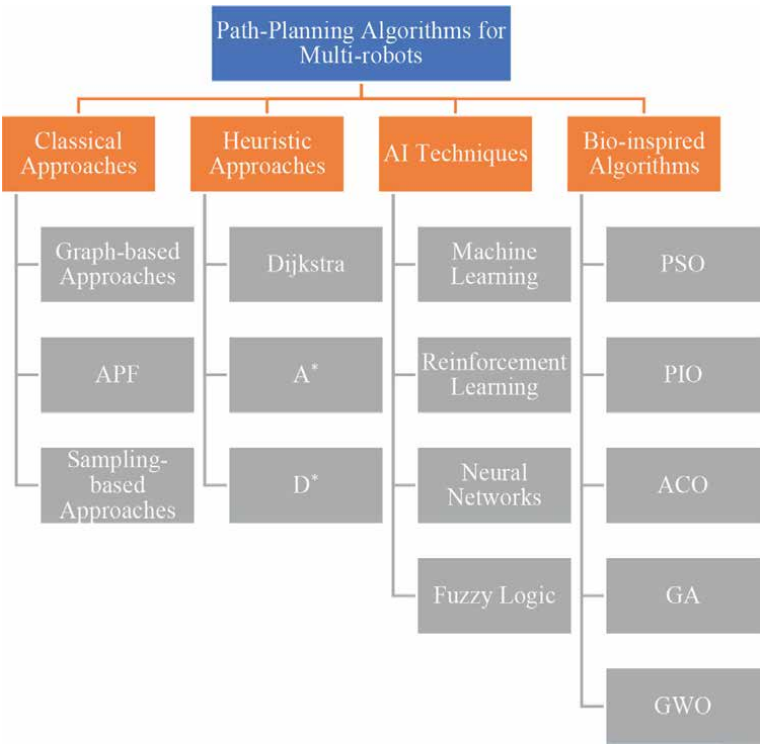 Path-Planning Algorithms for
Multi-robots
Classical
Approaches
Heuristic
Approaches
AI Techniques
Bio-inspired
Algorithms
Graph-based
Approaches
APF
Sampling-
based
Approaches
Dijkstra
A*
D*
Machine
Learning
Reinforcement
Learning
Neural
Networks
Fuzzy Logic
PSO
PIO
ACO
GA
GWO